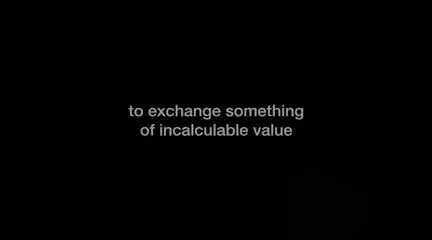 to exchange something
of incalculable value